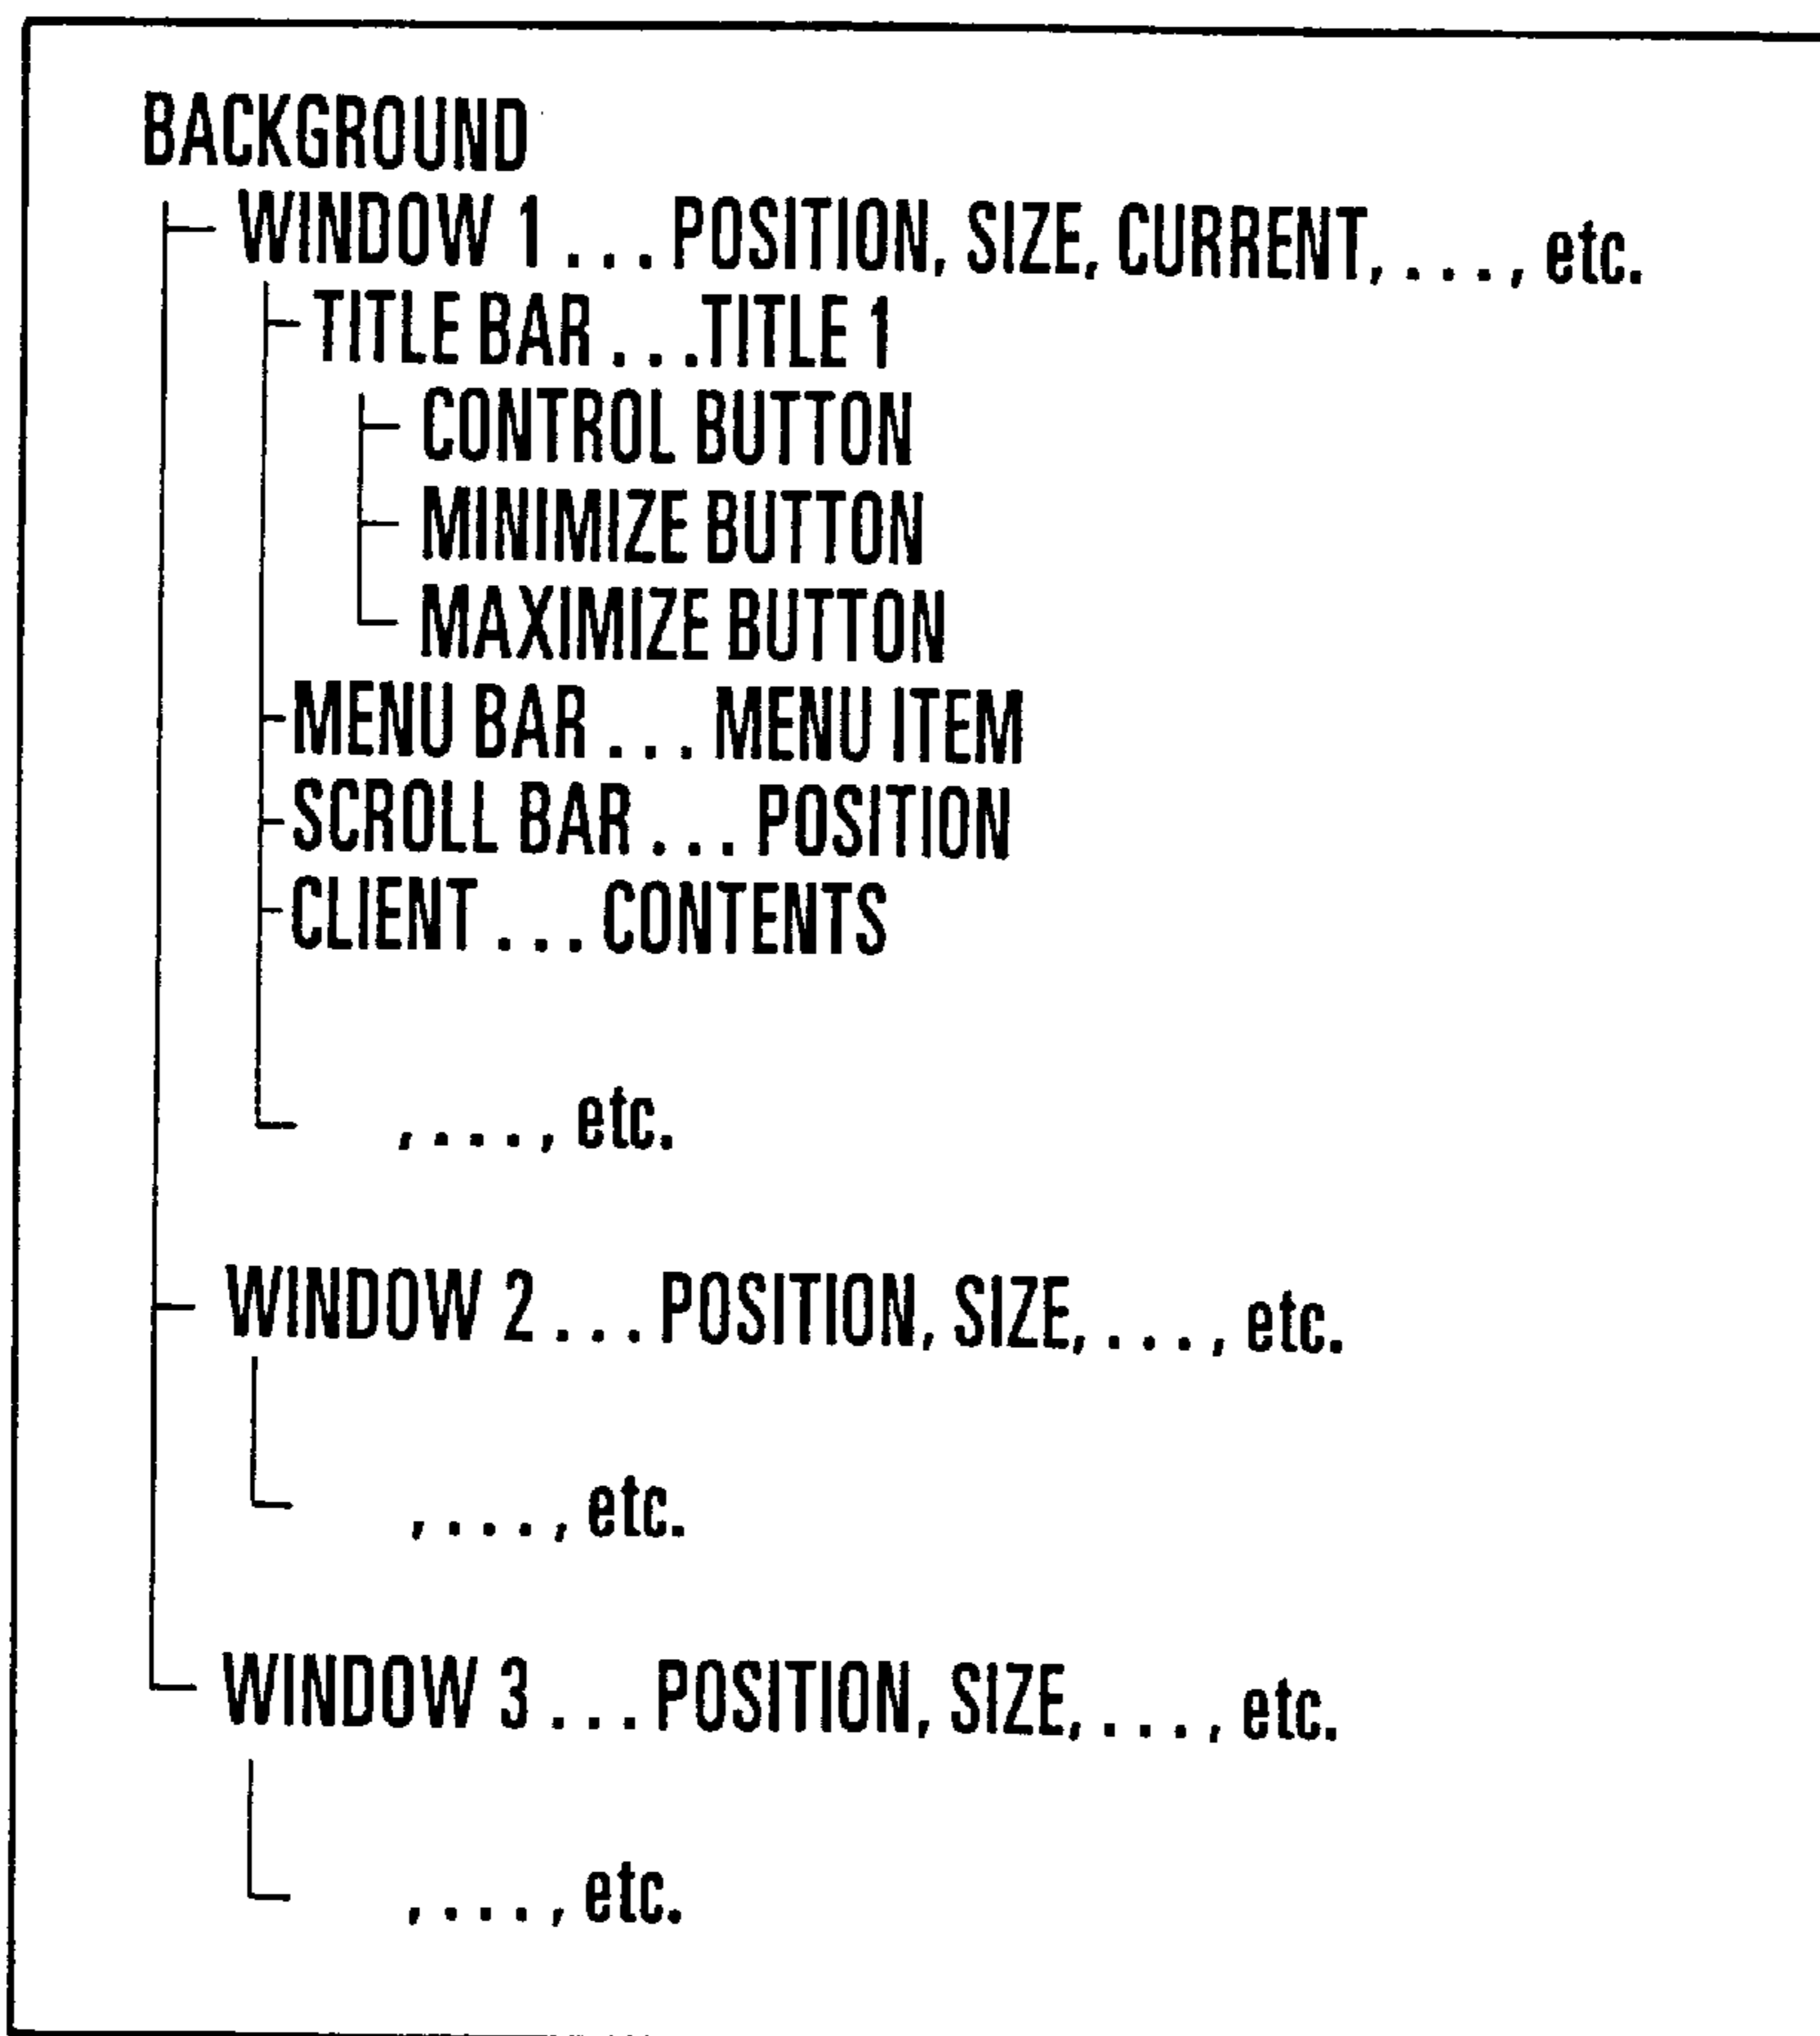 BACKGROUND
WINDOW 1 . . . POSITION, SIZE, CURRENT, . . . , etc.
TITLE BAR . . . TITLE 1
CONTROL BUTTON
MINIMIZE BUTTON
MAXIMIZE BUTTON
MENU BAR . . . MENU ITEM
SCROLL BAR . . . POSITION
CLIENT . . . CONTENTS
, . . . , etc.
WINDOW 2 . . . POSITION, SIZE, . . . , etc.
, . . . , etc.
WINDOW 3 . . . POSITION, SIZE, . . . , etc.
, . . . , etc.